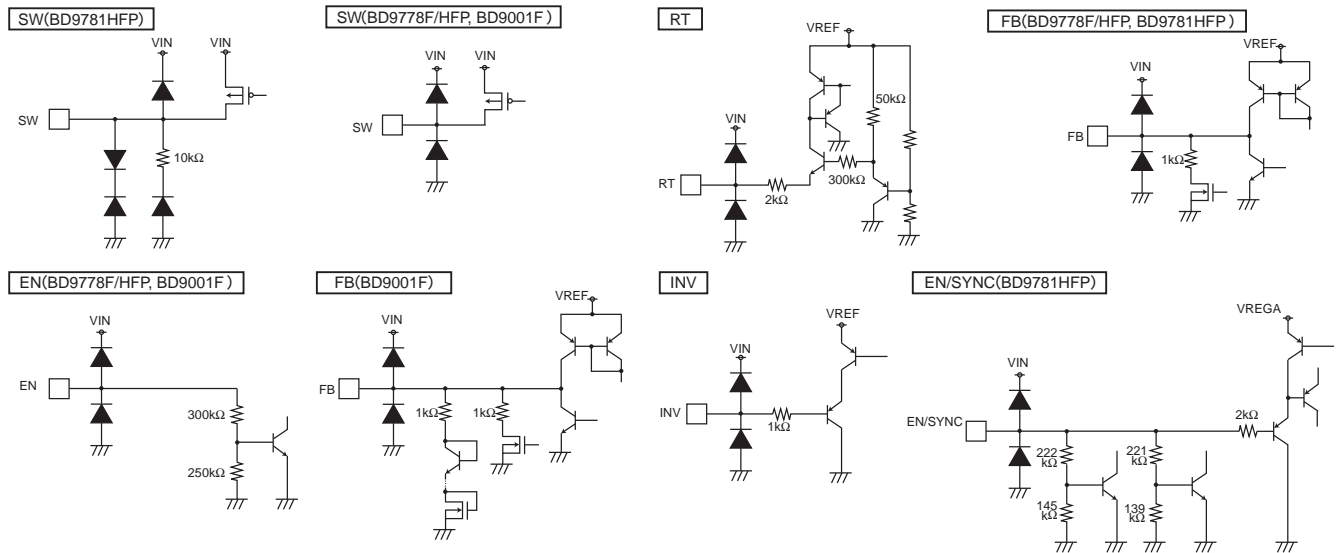 SW(BD9781HFP)
VIN
VIN
SW
10kΩ
SW(BD9778F/HFP, BD9001F)
VIN
VIN
SW
RT
VREF
VIN
50kΩ
RT
2kΩ
300kΩ
FB(BD9778F/HFP, BD9781HFP)
VREF
VIN
FB
1kΩ
EN(BD9778F/HFP, BD9001F)
VIN
EN
300kΩ
250kΩ
FB(BD9001F)
VREF
VIN
FB
1kΩ
1kΩ
INV
VREF
VIN
INV
1kΩ
EN/SYNC(BD9781HFP)
VREGA
VIN
EN/SYNC
2kΩ
222
kΩ
221
kΩ
145
kΩ
139
kΩ